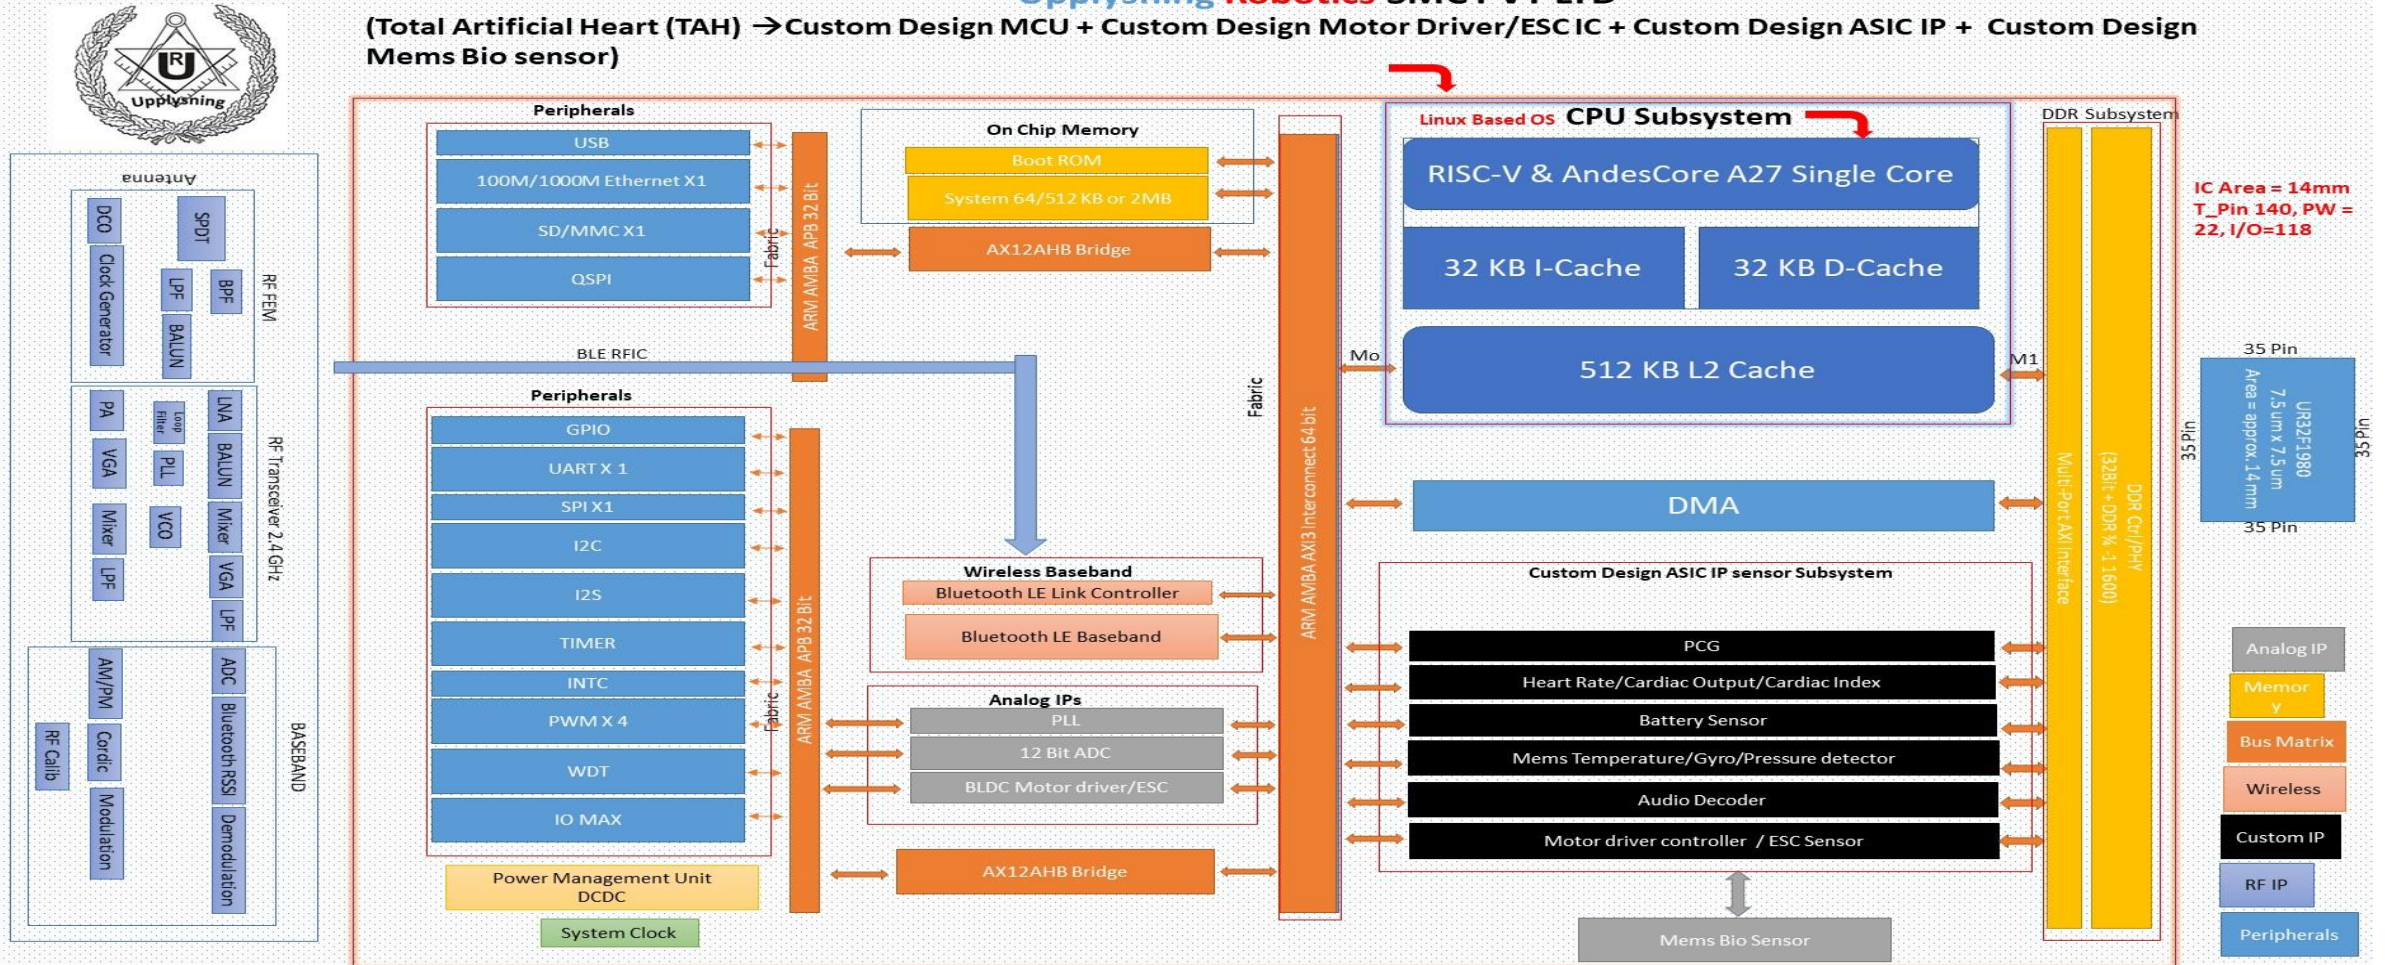 Upplysning Robotics SMC PVT LTD
(Total Artificial Heart (TAH) →Custom Design MCU + Custom Design Motor Driver/ESC IC + Custom Design ASIC IP + Custom Design
Mems Bio sensor)
UR
Upplysning
Antenna
DCO
SPDT
Clock Generator
LPF
BPF
BALUN
RF FEM
PA
Loop
Filter
LNA
VGA
PLL
BALUN
Mixer
VCO
Mixer
LPF
VGA
LPF
RF Transceiver 2.4 GHz
AM/PM
ADC
RF Calib
Cordic
Bluetooth RSSI
Modulation
Demodulation
BASEBAND
Peripherals
USB
100M/1000M Ethernet X1
SD/MMC X1
QSPI
Fabric
ARM AMBA APB 32 Bit
BLE RFIC
Peripherals
GPIO
UART X 1
SPI X1
I2C
I2S
TIMER
INTC
PWM X 4
WDT
IO MAX
Fabric
ARM AMBA APB 32 Bit
Power Management Unit
DCDC
System Clock
On Chip Memory
Boot ROM
System 64/512 KB or 2MB
AX12AHB Bridge
Wireless Baseband
Bluetooth LE Link Controller
Bluetooth LE Baseband
Analog IPs
PLL
12 Bit ADC
BLDC Motor driver/ESC
AX12AHB Bridge
Fabric
ARM AMBA AXI3 Interconnect 64 bit
Linux Based OS CPU Subsystem
RISC-V & AndesCore A27 Single Core
32 KB I-Cache
32 KB D-Cache
512 KB L2 Cache
Mo
M1
DMA
Custom Design ASIC IP sensor Subsystem
PCG
Heart Rate/Cardiac Output/Cardiac Index
Battery Sensor
Mems Temperature/Gyro/Pressure detector
Audio Decoder
Motor driver controller / ESC Sensor
Mems Bio Sensor
DDR Subsystem
Multi-Port AXI Interface
DDR Ctrl/PHY
(32Bit + DDR % -1 1600)
IC Area = 14mm
T_Pin 140, PW =
22, I/O=118
35 Pin
35 Pin
UR32F1980
7.5 um x 7.5 um
Area = approx. 14 mm
35 Pin
35 Pin
Analog IP
Memor
y
Bus Matrix
Wireless
Custom IP
RF IP
Peripherals